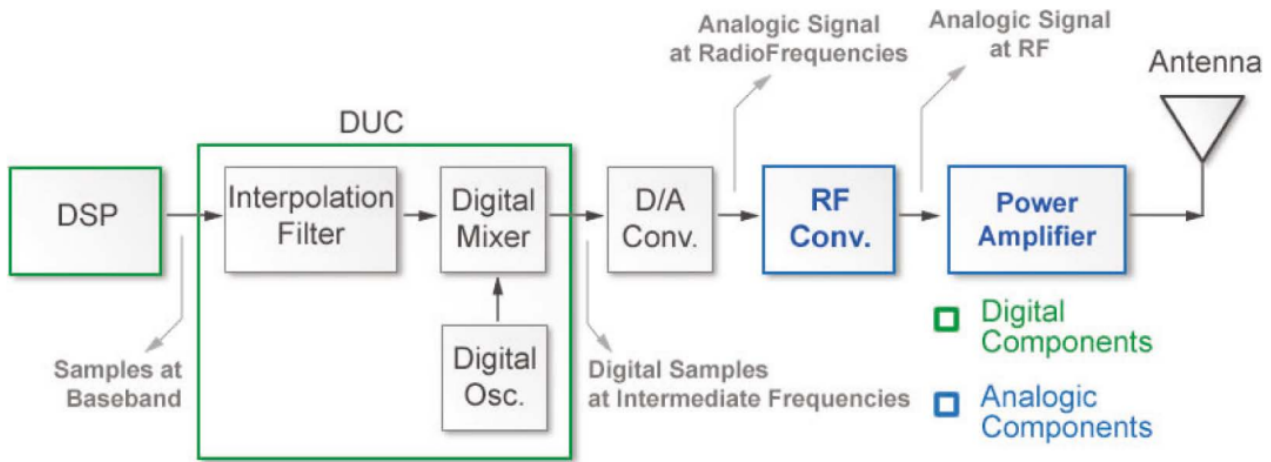 Analogic Signal
at RadioFrequencies
Analogic Signal
at RF
Antenna
DUC
DSP
Interpolation
Filter
Digital
Mixer
D/A
Conv.
RF
Conv.
Power
Amplifier
Digital
Osc.
Samples at
Baseband
Digital Samples
at Intermediate Frequencies
Digital
Components
Analogic
Components